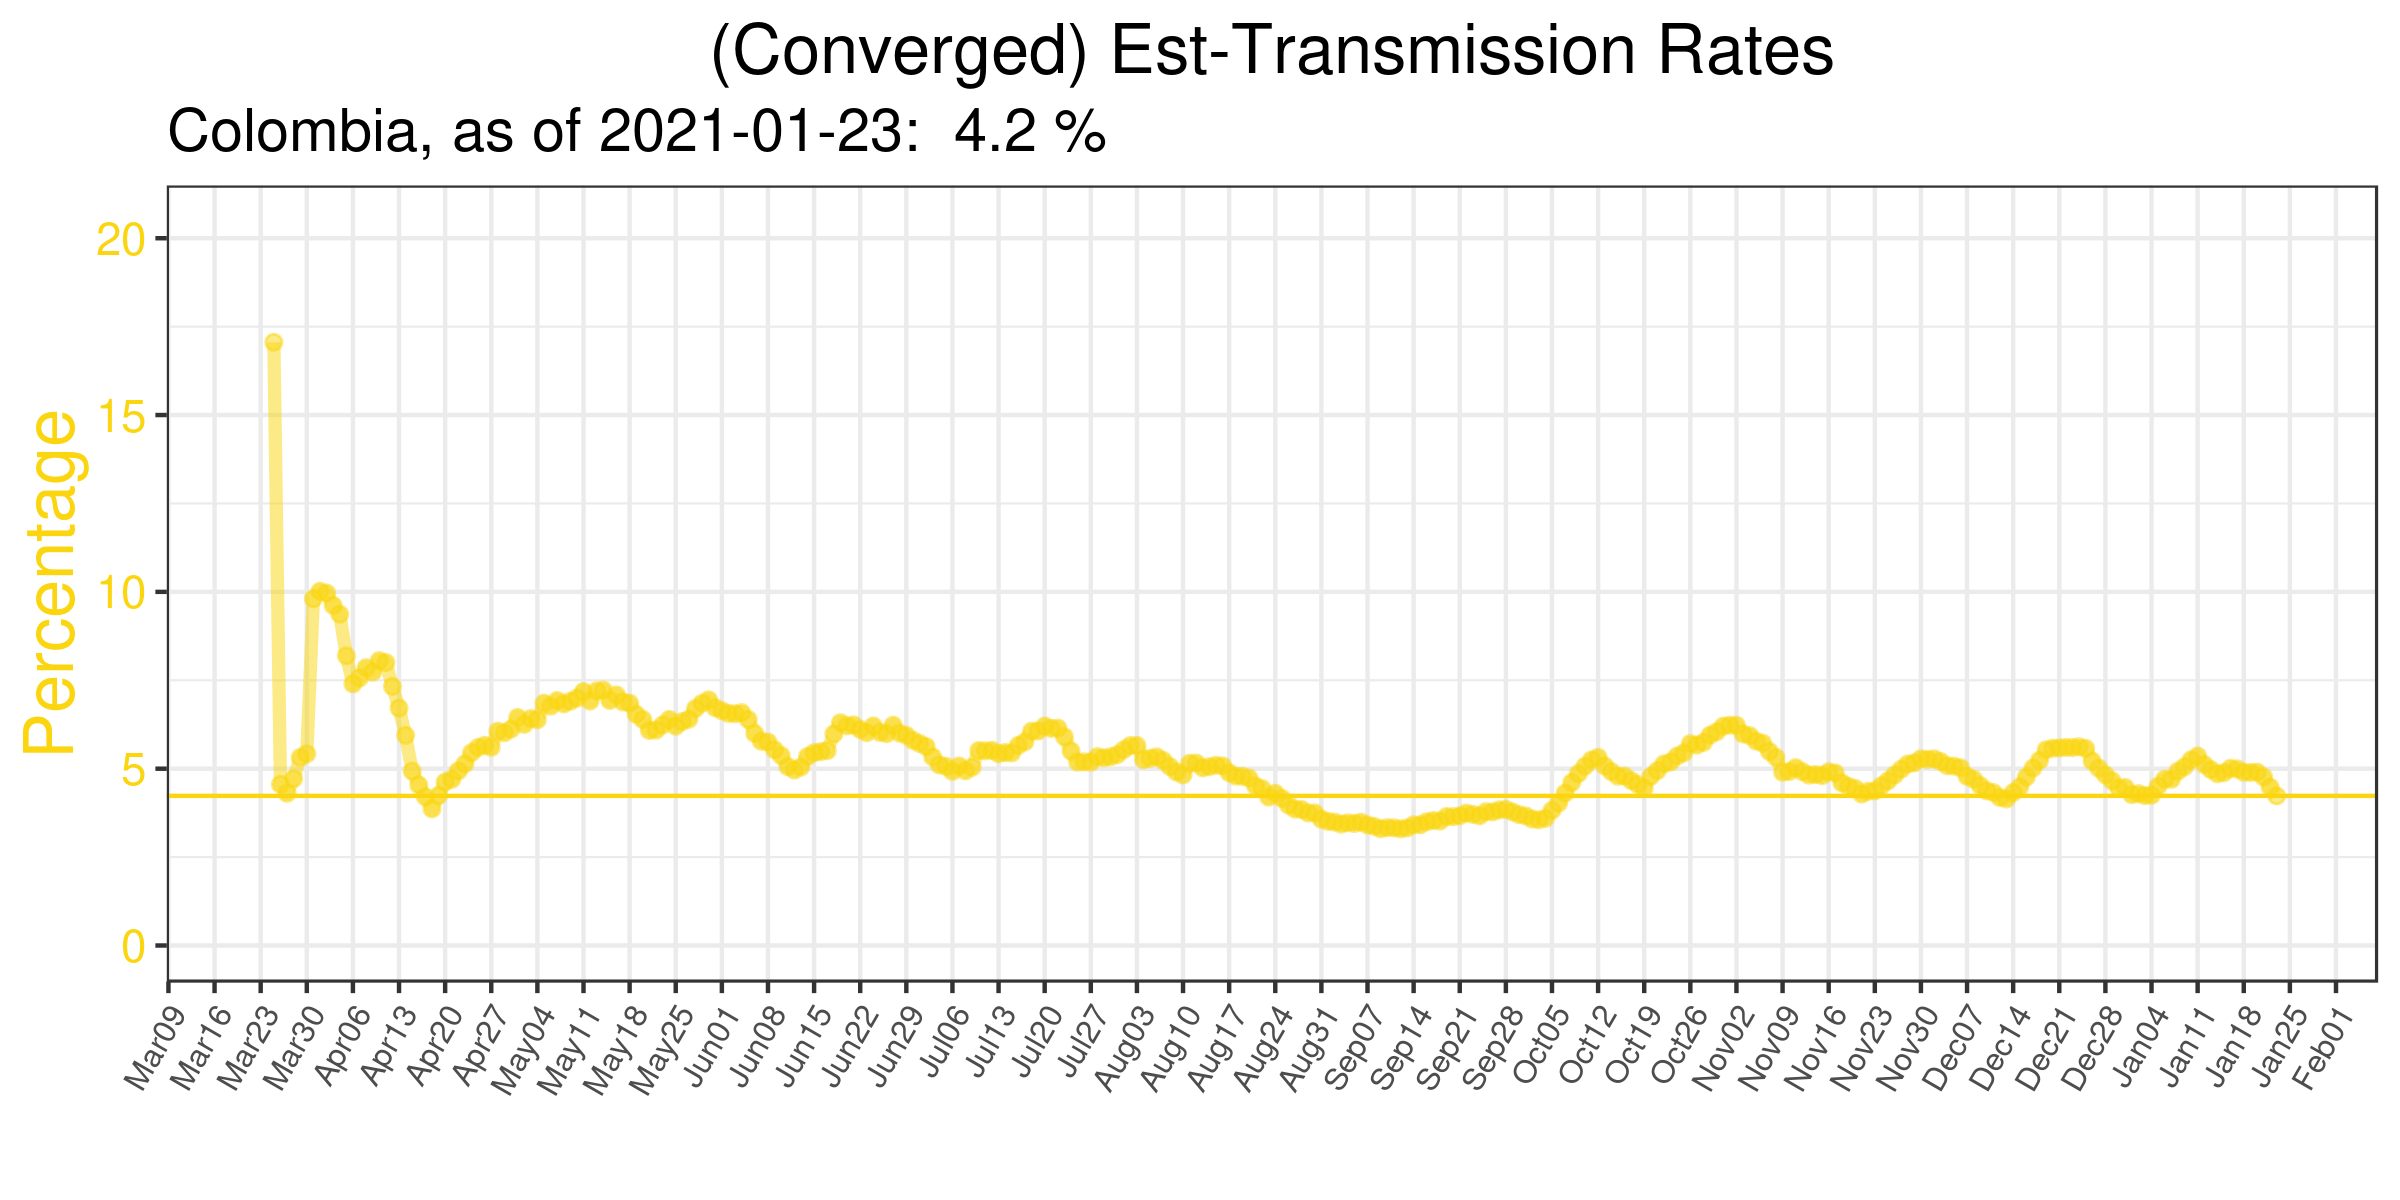 (Converged) Est-Transmission Rates
Colombia, as of 2021-01-23:  4.2 %
Percentage
20
15
10
5
0
Mar09
Mar16
Mar23
Mar30
Apr06
Apr13
Apr20
Apr27
May04
May11
May18
May25
Jun01
Jun08
Jun15
Jun22
Jun29
Jul06
Jul13
Jul20
Jul27
Aug03
Aug10
Aug17
Aug24
Aug31
Sep07
Sep14
Sep21
Sep28
Oct05
Oct12
Oct19
Oct26
Nov02
Nov09
Nov16
Nov23
Nov30
Dec07
Dec14
Dec21
Dec28
Jan04
Jan11
Jan18
Jan25
Feb01